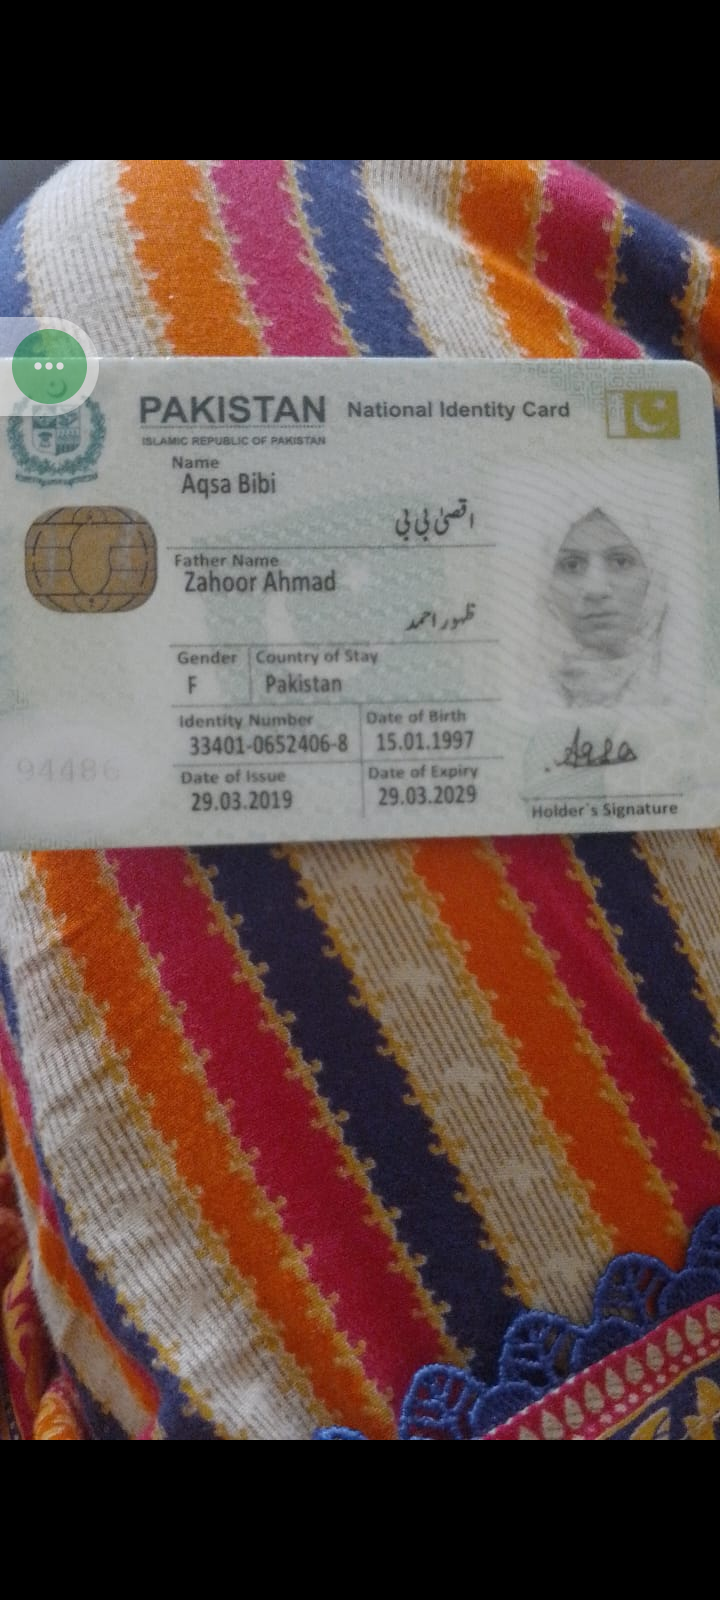 PAKISTAN National Identity Card
ISLAMIC REPUBLIC OF PAKISTAN
Name
Aqsa Bibi
اقصیٰ بی بی
Father Name
Zahoor Ahmad
ظہور احمد
Gender Country of Stay
F Pakistan
Identity Number Date of Birth
33401-0652406-8 15.01.1997
Date of Issue Date of Expiry
29.03.2019 29.03.2029
94486
Aqsa
Holder's Signature